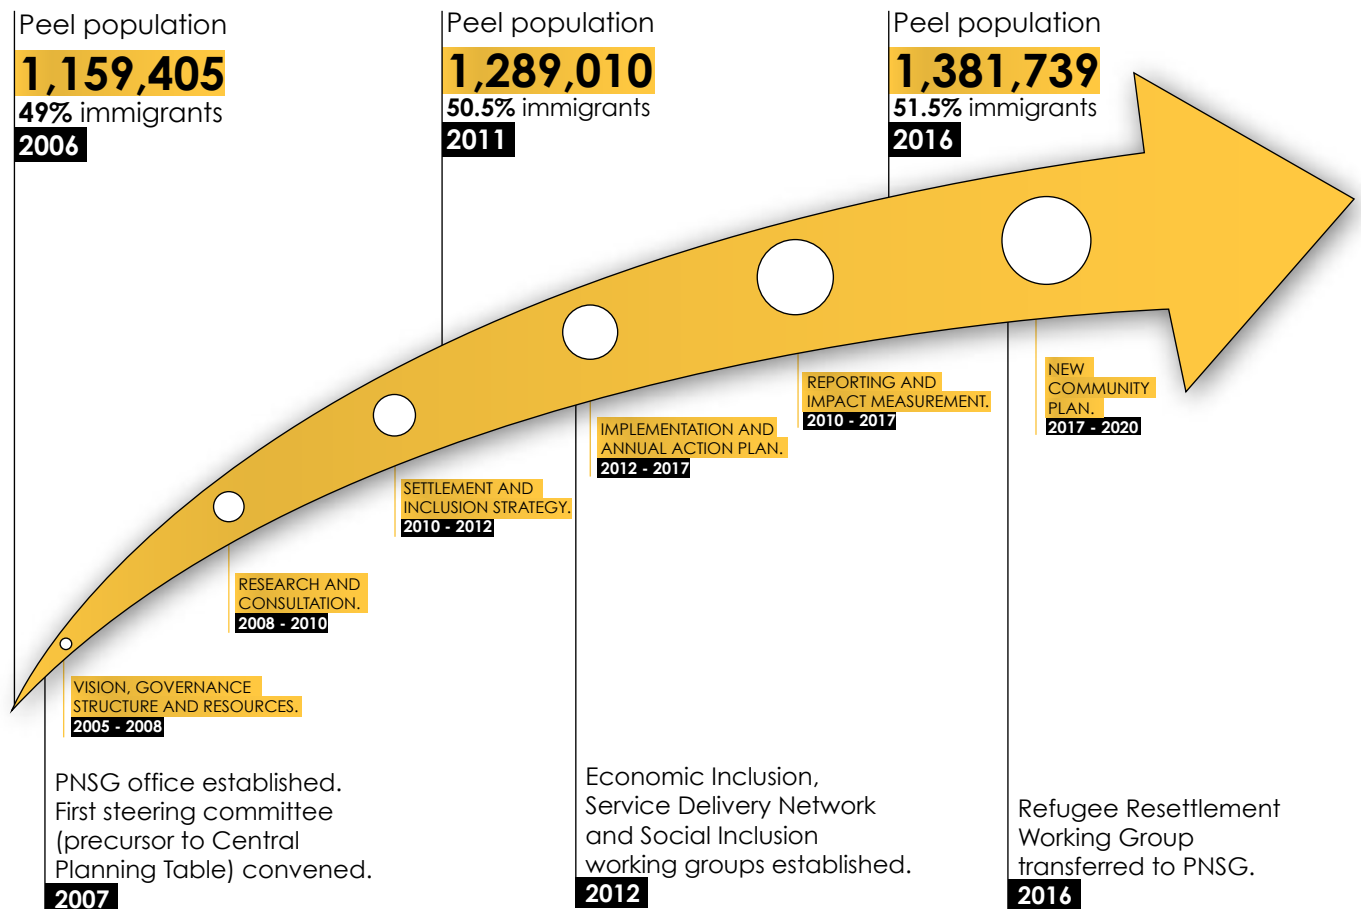 Peel population
1,159,405
49% immigrants
2006
Peel population
1,289,010
50.5% immigrants
2011
Peel population
1,381,739
51.5% immigrants
2016
NEW
COMMUNITY
PLAN.
2017 - 2020
REPORTING AND
IMPACT MEASUREMENT.
2010 - 2017
IMPLEMENTATION AND
ANNUAL ACTION PLAN.
2012 - 2017
SETTLEMENT AND
INCLUSION STRATEGY.
2010 - 2012
RESEARCH AND
CONSULTATION.
2008 - 2010
VISION, GOVERNANCE
STRUCTURE AND RESOURCES.
2005 - 2008
PNSG office established.
First steering committee
(precursor to Central
Planning Table) convened.
2007
Economic Inclusion,
Service Delivery Network
and Social Inclusion
working groups established.
2012
Refugee Resettlement
Working Group
transferred to PNSG.
2016